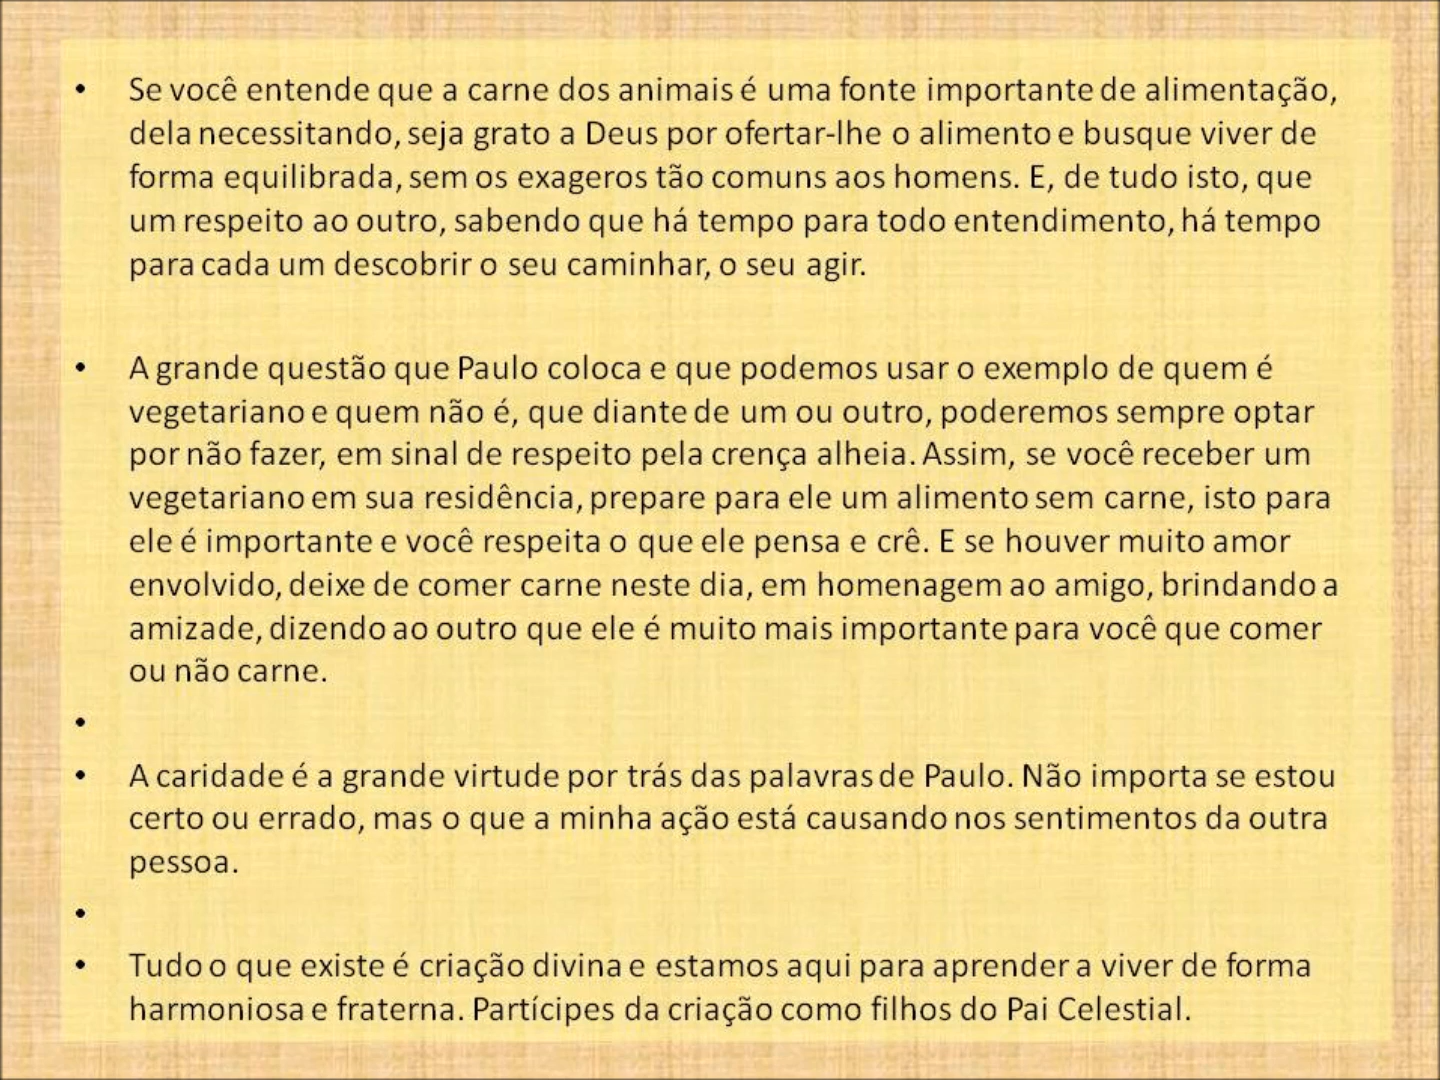 • Se você entende que a carne dos animais é uma fonte importante de alimentação,
dela necessitando, seja grato a Deus por ofertar-lhe o alimento e busque viver de
forma equilibrada, sem os exageros tão comuns aos homens. E, de tudo isto, que
um respeito ao outro, sabendo que há tempo para todo entendimento, há tempo
para cada um descobrir o seu caminhar, o seu agir.
• A grande questão que Paulo coloca e que podemos usar o exemplo de quem é
vegetariano e quem não é, que diante de um ou outro, poderemos sempre optar
por não fazer, em sinal de respeito pela crença alheia. Assim, se você receber um
vegetariano em sua residência, prepare para ele um alimento sem carne, isto para
ele é importante e você respeita o que ele pensa e crê. E se houver muito amor
envolvido, deixe de comer carne neste dia, em homenagem ao amigo, brindando a
amizade, dizendo ao outro que ele é muito mais importante para você que comer
ou não carne.
•
• A caridade é a grande virtude por trás das palavras de Paulo. Não importa se estou
certo ou errado, mas o que a minha ação está causando nos sentimentos da outra
pessoa.
•
• Tudo o que existe é criação divina e estamos aqui para aprender a viver de forma
harmoniosa e fraterna. Partícipes da criação como filhos do Pai Celestial.